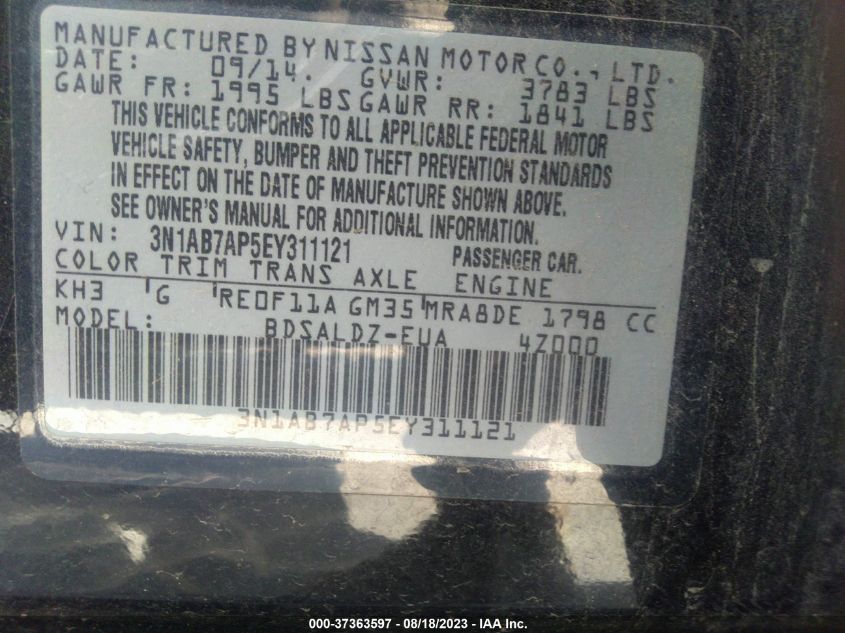 MANUFACTURED BY NISSAN MOTOR CO., LTD.
DATE: 09/14. GVWR: 3783 LBS
GAWR FR: 1995 LBS GAWR RR: 1841 LBS
THIS VEHICLE CONFORMS TO ALL APPLICABLE FEDERAL MOTOR
VEHICLE SAFETY, BUMPER AND THEFT PREVENTION STANDARDS
IN EFFECT ON THE DATE OF MANUFACTURE SHOWN ABOVE.
SEE OWNER'S MANUAL FOR ADDITIONAL INFORMATION.
VIN: 3N1AB7AP5EY311121 PASSENGER CAR.
COLOR TRIM TRANS AXLE ENGINE
KH3 G RE0F11A GM35 MRA8DE 1798 CC
MODEL: BDSALDZ-EUA 4Z000
3N1AB7AP5EY311121
000-37363597 - 08/18/2023 - IAA Inc.